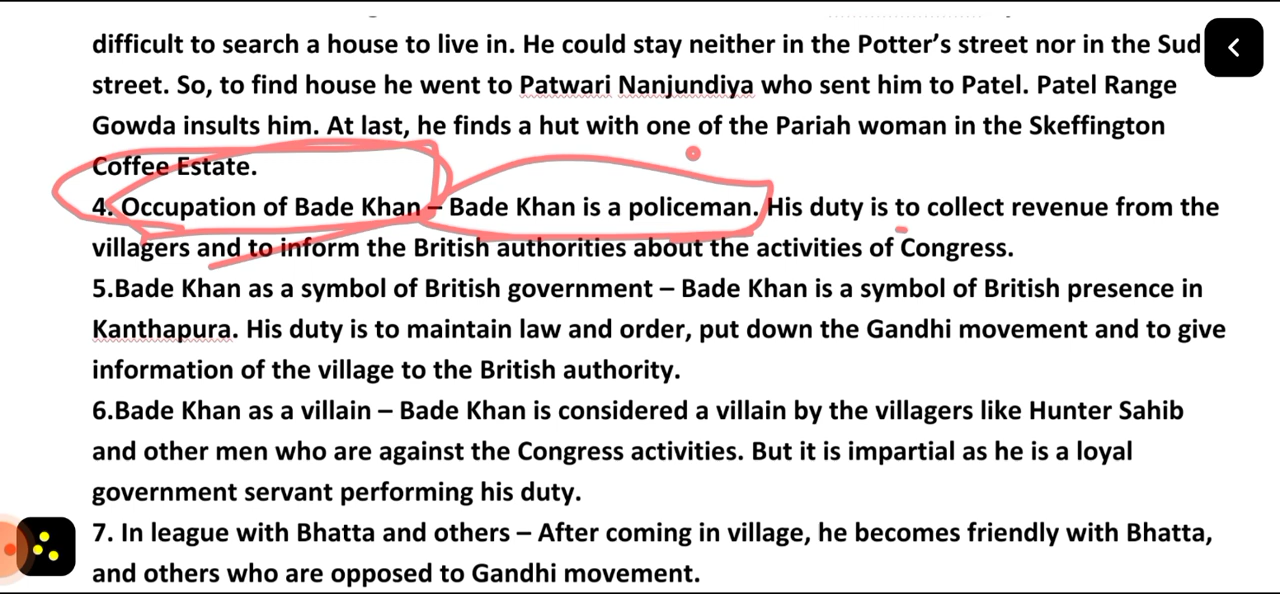 difficult to search a house to live in. He could stay neither in the Potter's street nor in the Sud
street. So, to find house he went to Patwari Nanjundiya who sent him to Patel. Patel Range
Gowda insults him. At last, he finds a hut with one of the Pariah woman in the Skeffington
Coffee Estate.
4. Occupation of Bade Khan – Bade Khan is a policeman. His duty is to collect revenue from the
villagers and to inform the British authorities about the activities of Congress.
5.Bade Khan as a symbol of British government – Bade Khan is a symbol of British presence in
Kanthapura. His duty is to maintain law and order, put down the Gandhi movement and to give
information of the village to the British authority.
6.Bade Khan as a villain – Bade Khan is considered a villain by the villagers like Hunter Sahib
and other men who are against the Congress activities. But it is impartial as he is a loyal
government servant performing his duty.
7. In league with Bhatta and others – After coming in village, he becomes friendly with Bhatta,
and others who are opposed to Gandhi movement.